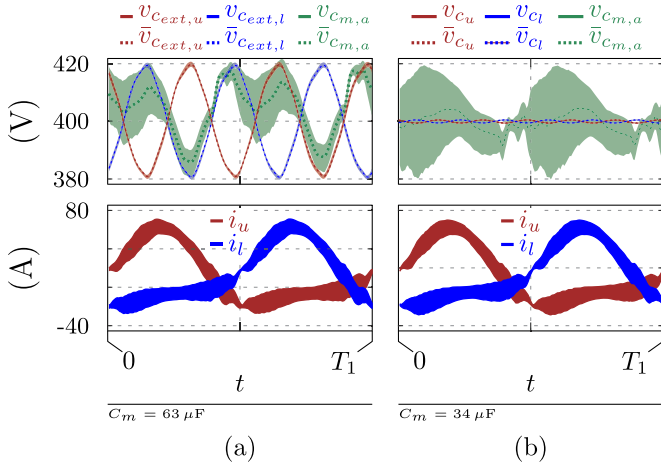 v_{c_{ext,u}} v_{c_{ext,l}} v_{c_{m,a}} v_{c_u} v_{c_l} v_{c_{m,a}}
v̄_{c_{ext,u}} v̄_{c_{ext,l}} v̄_{c_{m,a}} v̄_{c_u} v̄_{c_l} v̄_{c_{m,a}}
420
(V)
400
380
80
i_u i_u
(A)
i_l i_l
-40
0 T_1 0 T_1
t t
C_m = 63 μF C_m = 34 μF
(a) (b)